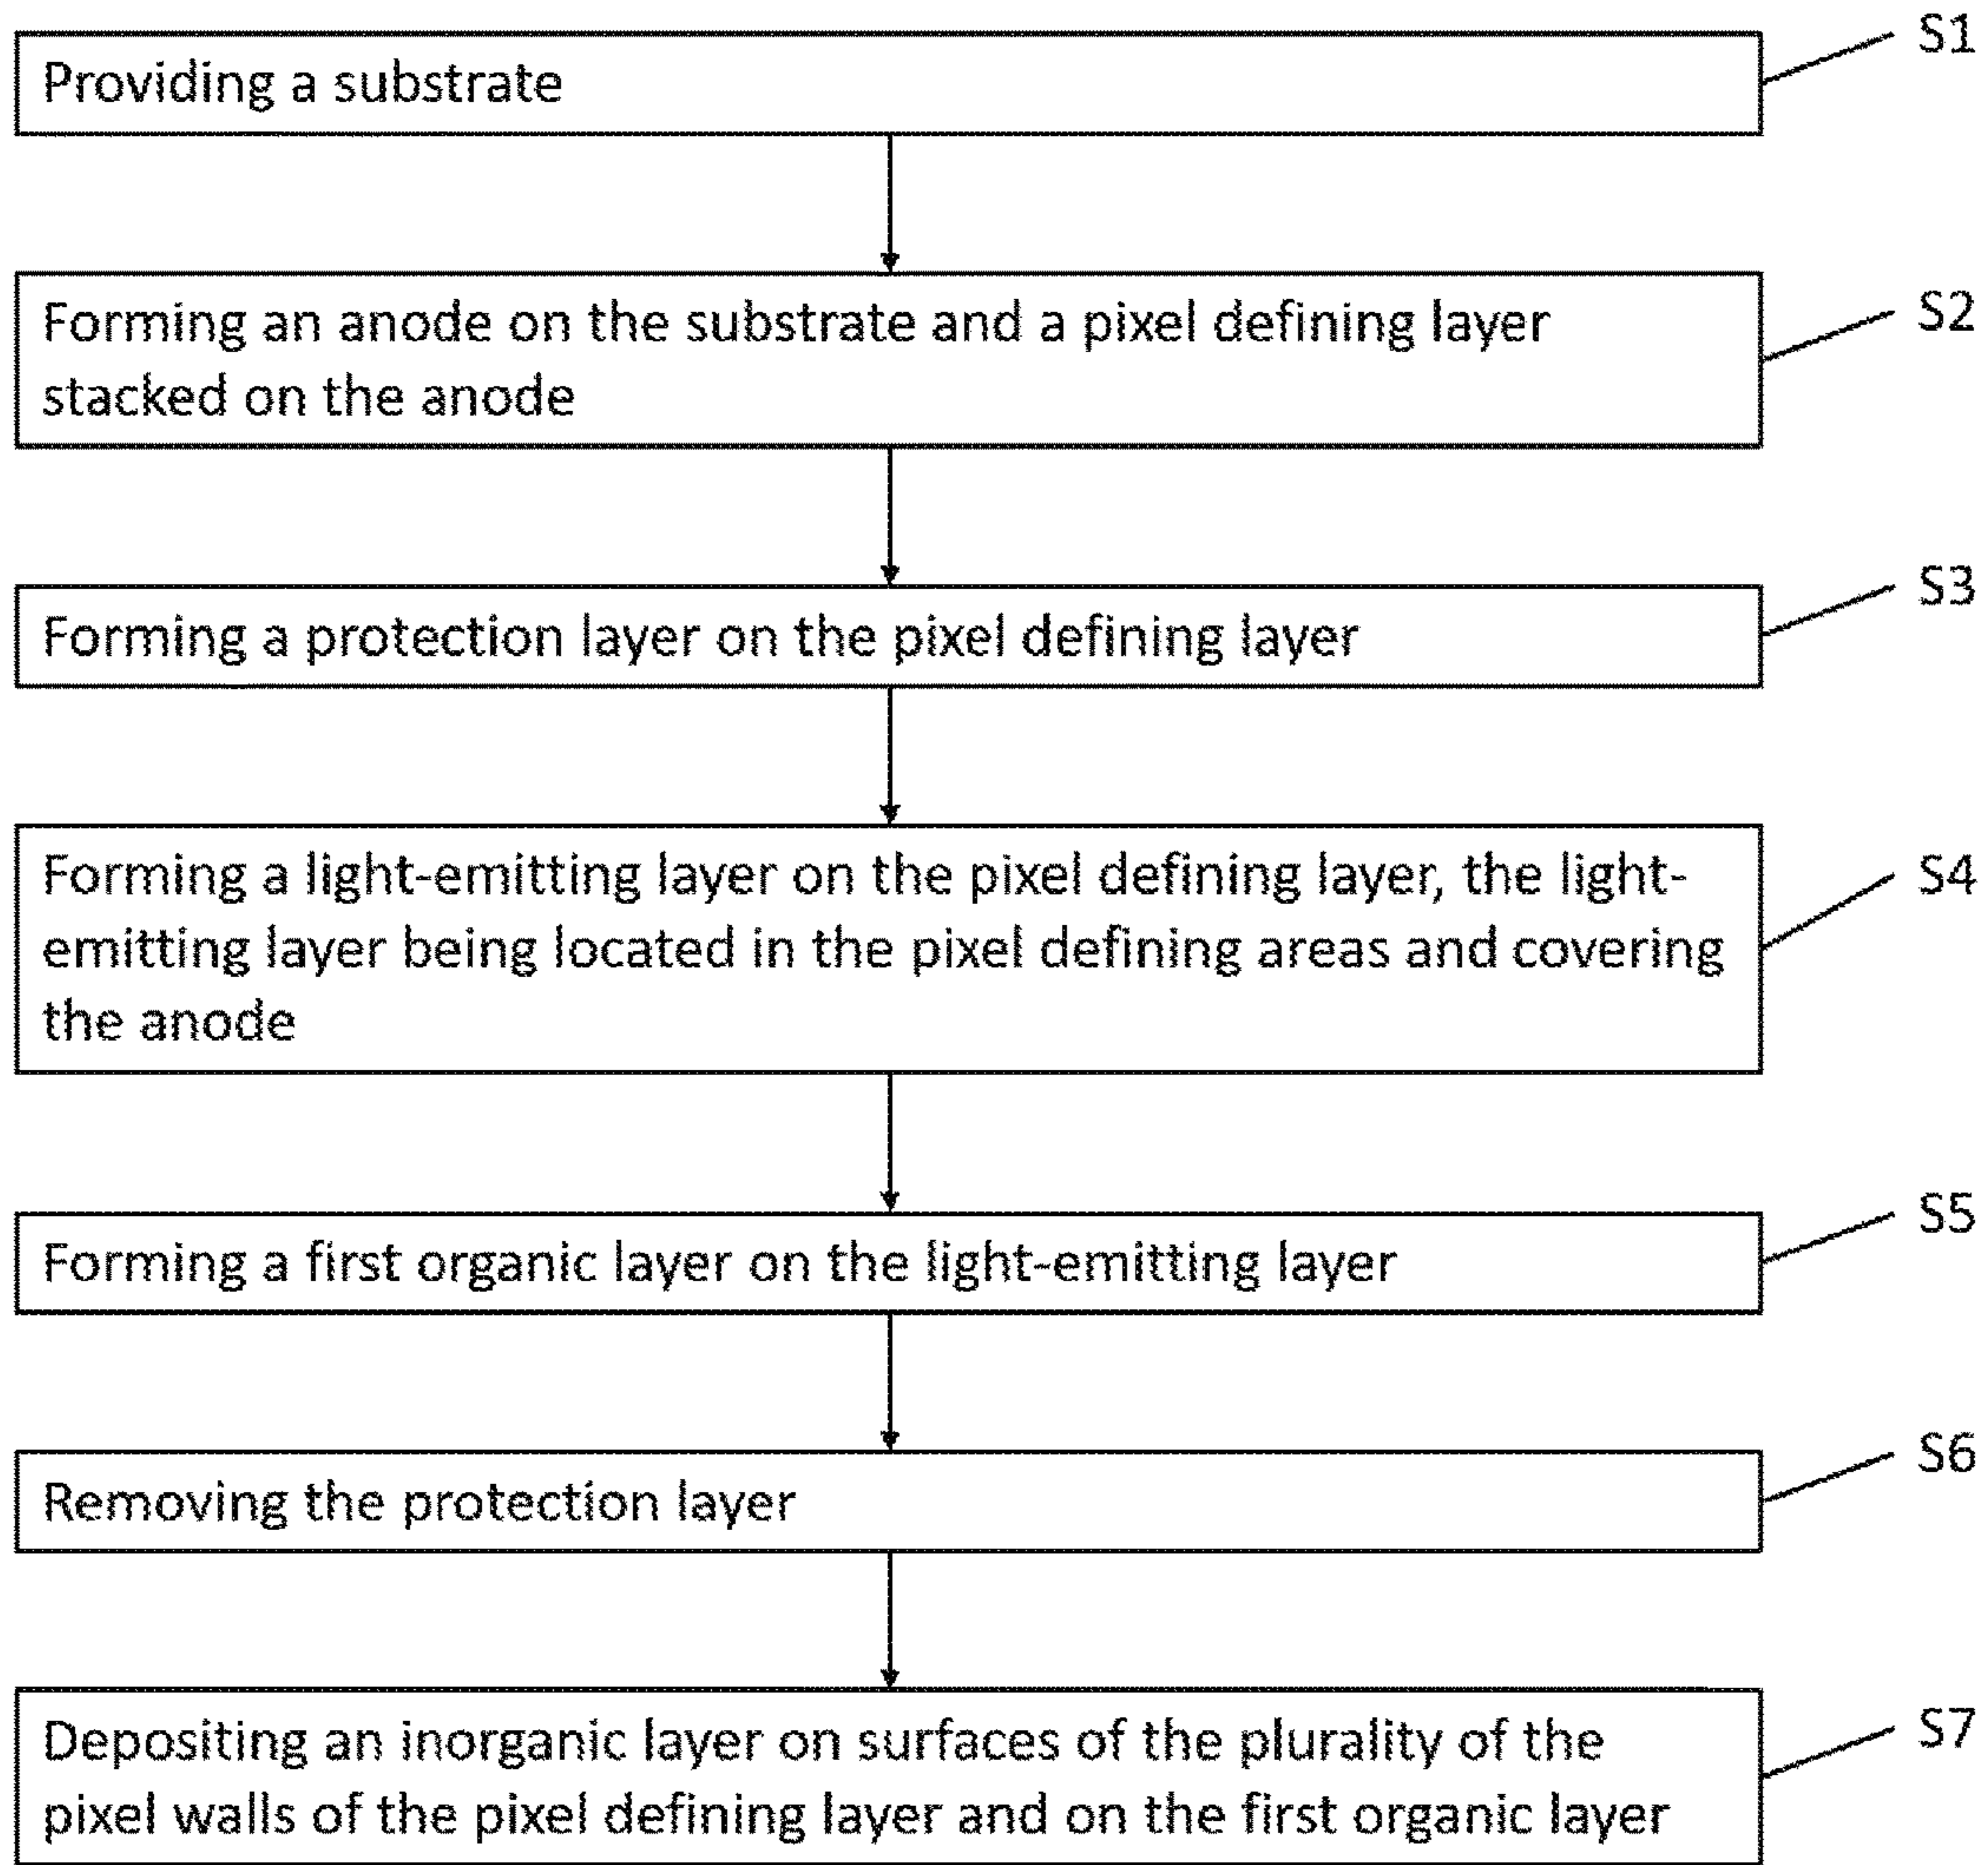 Providing a substrate
S1
Forming an anode on the substrate and a pixel defining layer
stacked on the anode
S2
Forming a protection layer on the pixel defining layer
S3
Forming a light-emitting layer on the pixel defining layer, the light-
emitting layer being located in the pixel defining areas and covering
the anode
S4
Forming a first organic layer on the light-emitting layer
S5
Removing the protection layer
S6
Depositing an inorganic layer on surfaces of the plurality of the
pixel walls of the pixel defining layer and on the first organic layer
S7